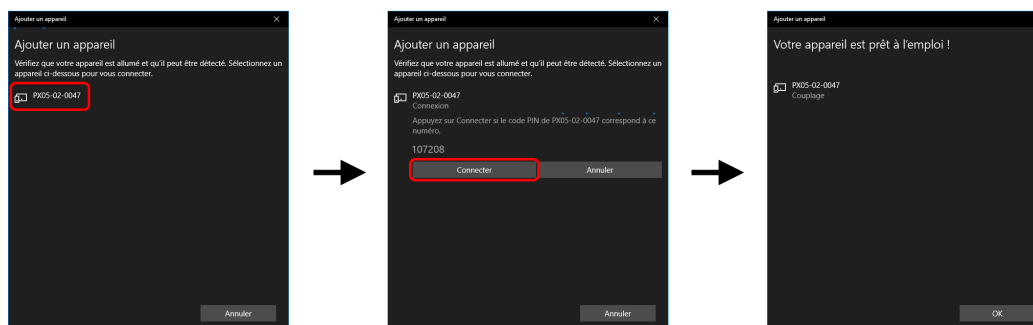 Ajouter un appareil
Ajouter un appareil
Vérifiez que votre appareil est allumé et qu'il peut être détecté. Sélectionnez un
appareil ci-dessous pour vous connecter.
PX05-02-0047
Annuler
Ajouter un appareil
Ajouter un appareil
Vérifiez que votre appareil est allumé et qu'il peut être détecté. Sélectionnez un
appareil ci-dessous pour vous connecter.
PX05-02-0047
Connexion
Appuyez sur Connecter si le code PIN de PX05-02-0047 correspond à ce
numéro.
107208
Connecter
Annuler
Annuler
Ajouter un appareil
Votre appareil est prêt à l'emploi !
PX05-02-0047
Couplage
OK